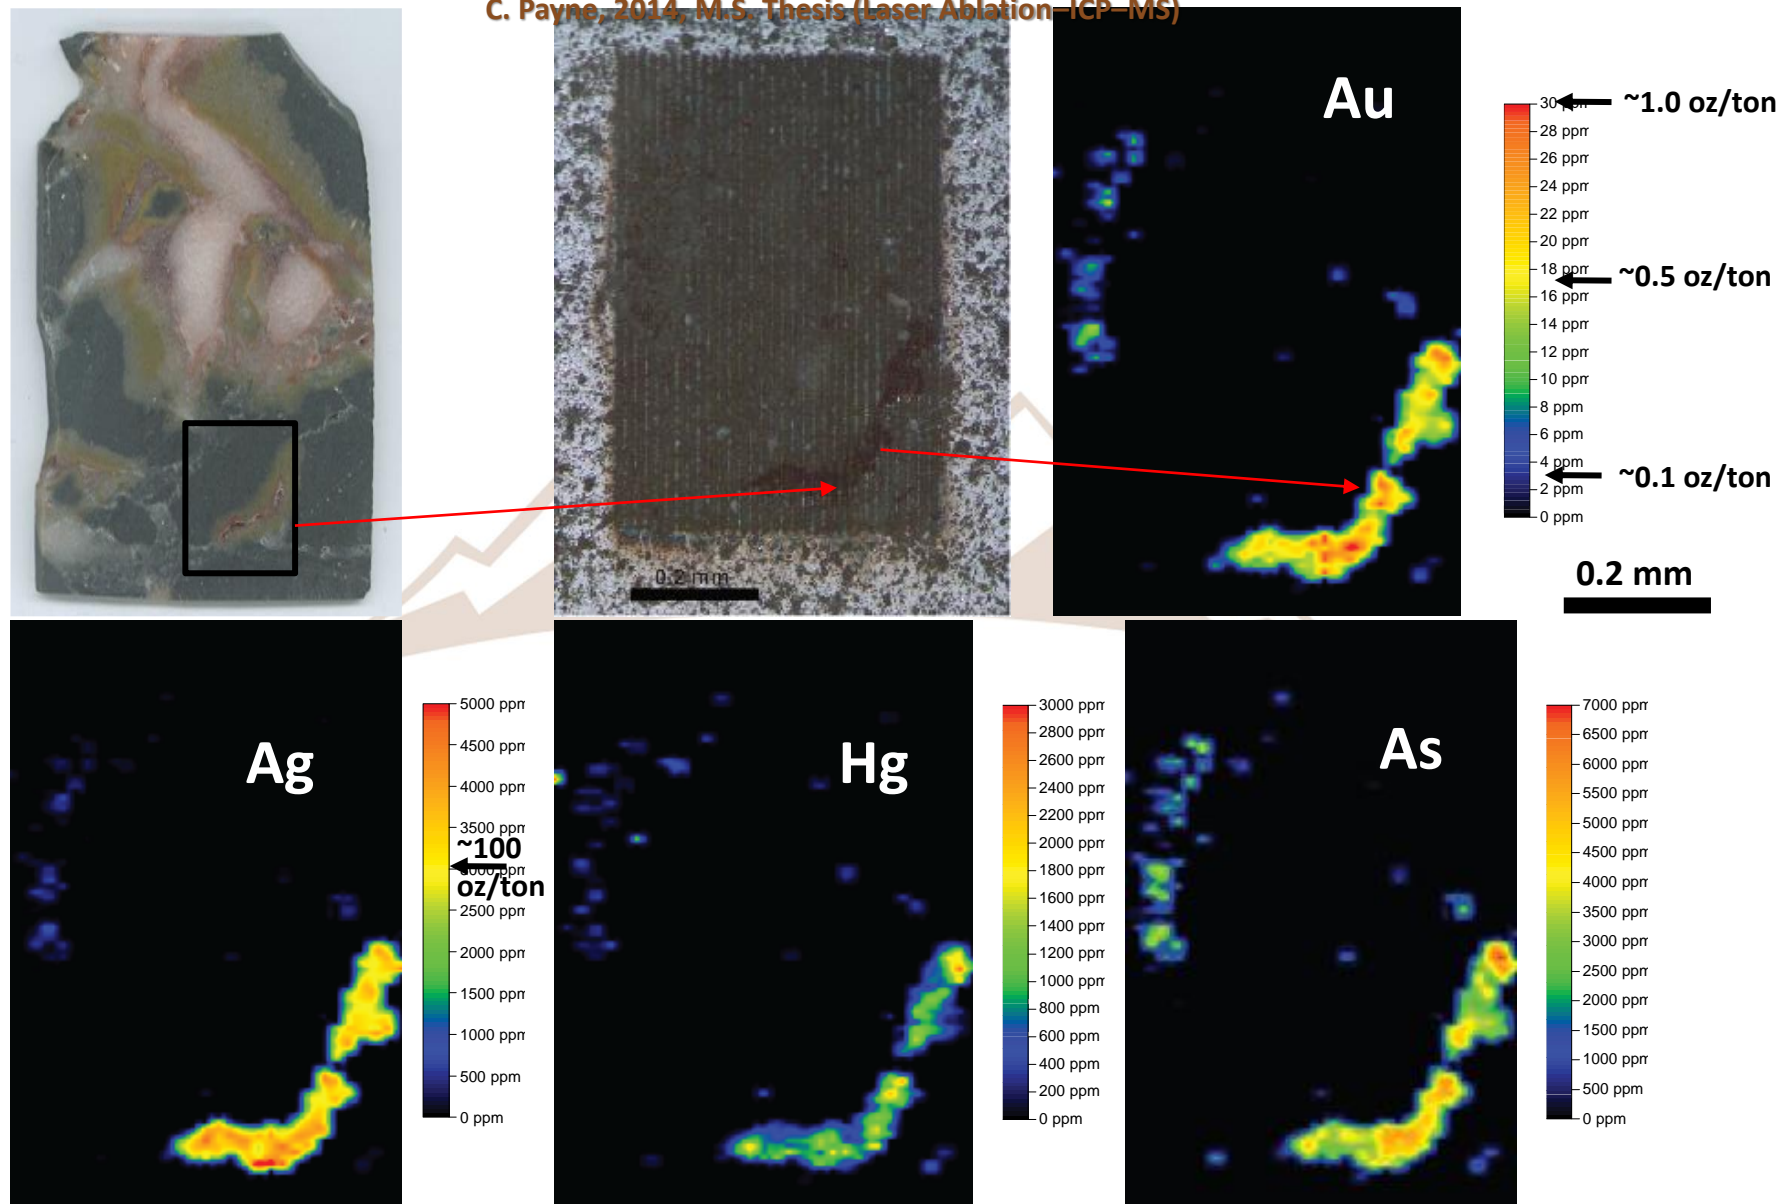 C. Payne, 2014, M.S. Thesis (Laser Ablation–ICP–MS)
0.2 mm
Au
30 ppm
28 ppm
26 ppm
24 ppm
22 ppm
20 ppm
18 ppm
16 ppm
14 ppm
12 ppm
10 ppm
8 ppm
6 ppm
4 ppm
2 ppm
0 ppm
~1.0 oz/ton
~0.5 oz/ton
~0.1 oz/ton
0.2 mm
Ag
5000 ppm
4500 ppm
4000 ppm
3500 ppm
3000 ppm
2500 ppm
2000 ppm
1500 ppm
1000 ppm
500 ppm
0 ppm
~100
oz/ton
Hg
3000 ppm
2800 ppm
2600 ppm
2400 ppm
2200 ppm
2000 ppm
1800 ppm
1600 ppm
1400 ppm
1200 ppm
1000 ppm
800 ppm
600 ppm
400 ppm
200 ppm
0 ppm
As
7000 ppm
6500 ppm
6000 ppm
5500 ppm
5000 ppm
4500 ppm
4000 ppm
3500 ppm
3000 ppm
2500 ppm
2000 ppm
1500 ppm
1000 ppm
500 ppm
0 ppm